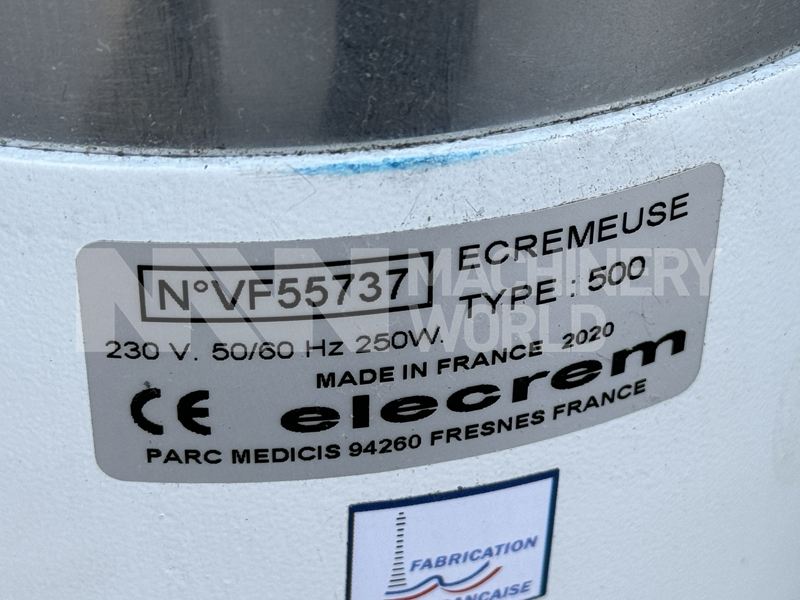 N°VF55737
ECREMEUSE
TYPE : 500
230 V. 50/60 Hz 250W.
MADE IN FRANCE 2020
CE elecrem
PARC MEDICIS 94260 FRESNES FRANCE
MACHINERY
WORLD
FABRICATION